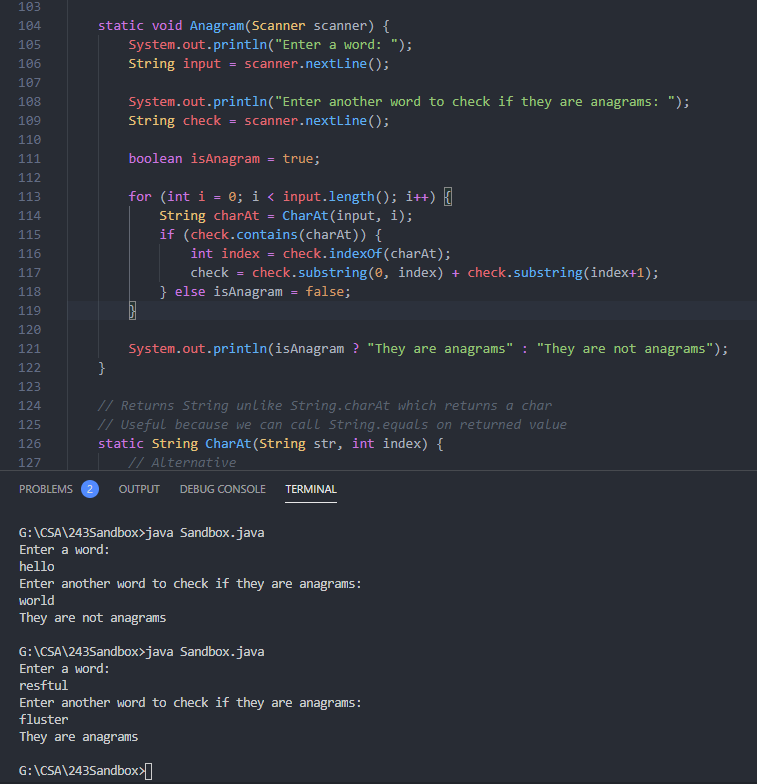 103
104 static void Anagram(Scanner scanner) {
105 System.out.println("Enter a word: ");
106 String input = scanner.nextLine();
107
108 System.out.println("Enter another word to check if they are anagrams: ");
109 String check = scanner.nextLine();
110
111 boolean isAnagram = true;
112
113 for (int i = 0; i < input.length(); i++) {
114 String charAt = CharAt(input, i);
115 if (check.contains(charAt)) {
116 int index = check.indexOf(charAt);
117 check = check.substring(0, index) + check.substring(index+1);
118 } else isAnagram = false;
119 }
120
121 System.out.println(isAnagram ? "They are anagrams" : "They are not anagrams");
122 }
123
124 // Returns String unlike String.charAt which returns a char
125 // Useful because we can call String.equals on returned value
126 static String CharAt(String str, int index) {
127 // Alternative
PROBLEMS 2 OUTPUT DEBUG CONSOLE TERMINAL
G:\CSA\243Sandbox>java Sandbox.java
Enter a word:
hello
Enter another word to check if they are anagrams:
world
They are not anagrams
G:\CSA\243Sandbox>java Sandbox.java
Enter a word:
resftul
Enter another word to check if they are anagrams:
fluster
They are anagrams
G:\CSA\243Sandbox>